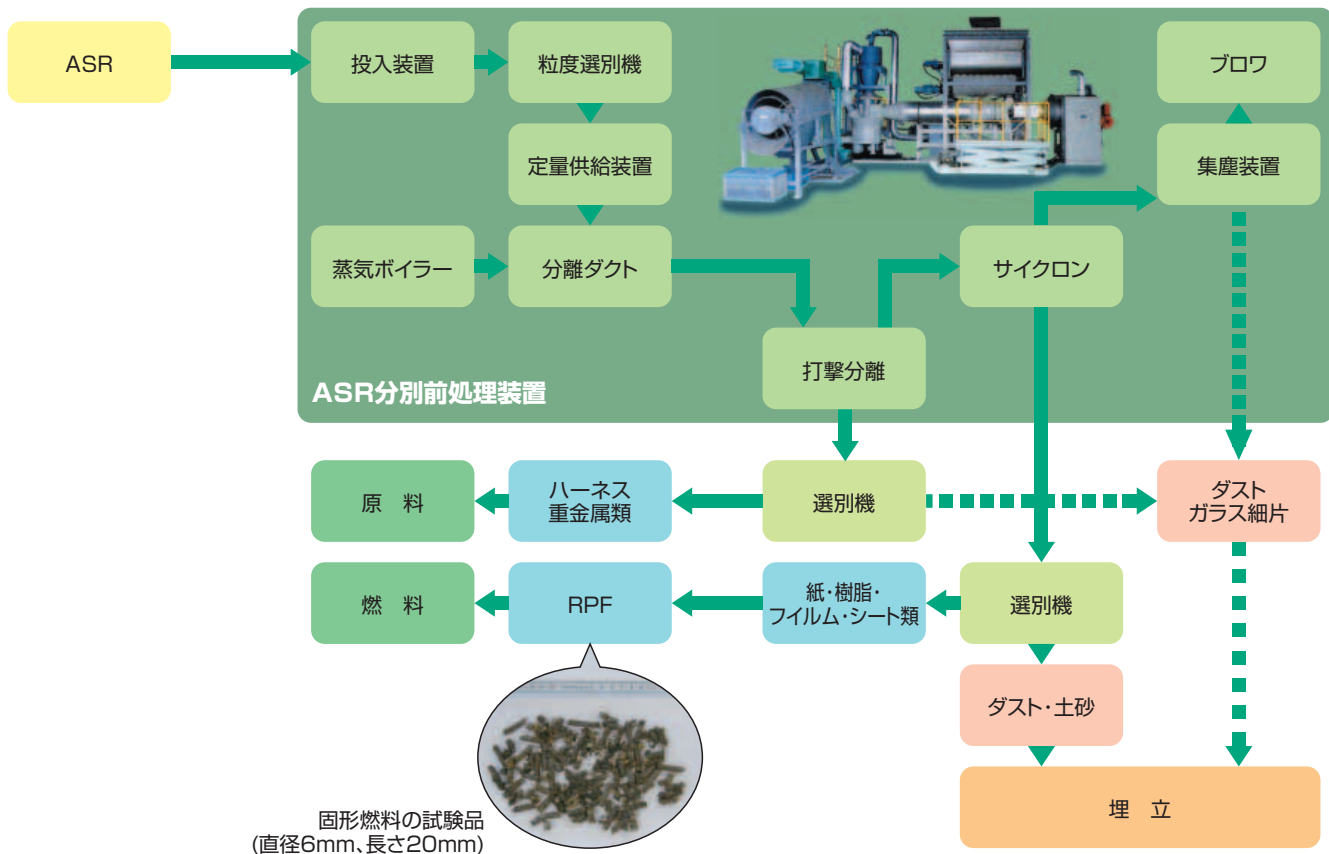 ASR
投入装置
粒度選別機
ブロワ
定量供給装置
集塵装置
蒸気ボイラー
分離ダクト
サイクロン
打撃分離
ASR分別前処理装置
原　料
ハーネス
重金属類
選別機
ダスト
ガラス細片
燃　料
RPF
紙・樹脂・
フイルム・シート類
選別機
ダスト・土砂
埋　立
固形燃料の試験品
(直径6mm、長さ20mm)